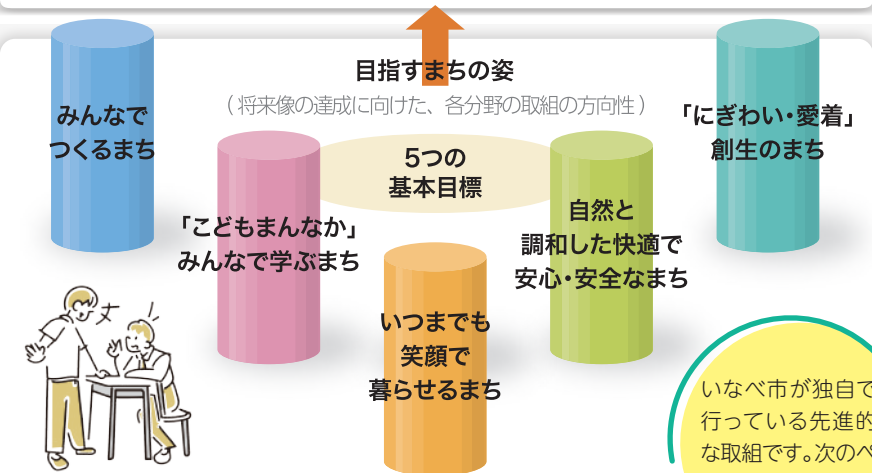 目指すまちの姿
（将来像の達成に向けた、各分野の取組の方向性）
みんなで
つくるまち
「こどもまんなか」
みんなで学ぶまち
5つの
基本目標
いつまでも
笑顔で
暮らせるまち
自然と
調和した快適で
安心・安全なまち
「にぎわい・愛着」
創生のまち
いなべ市が独自で
行っている先進的
な取組です。次のペ